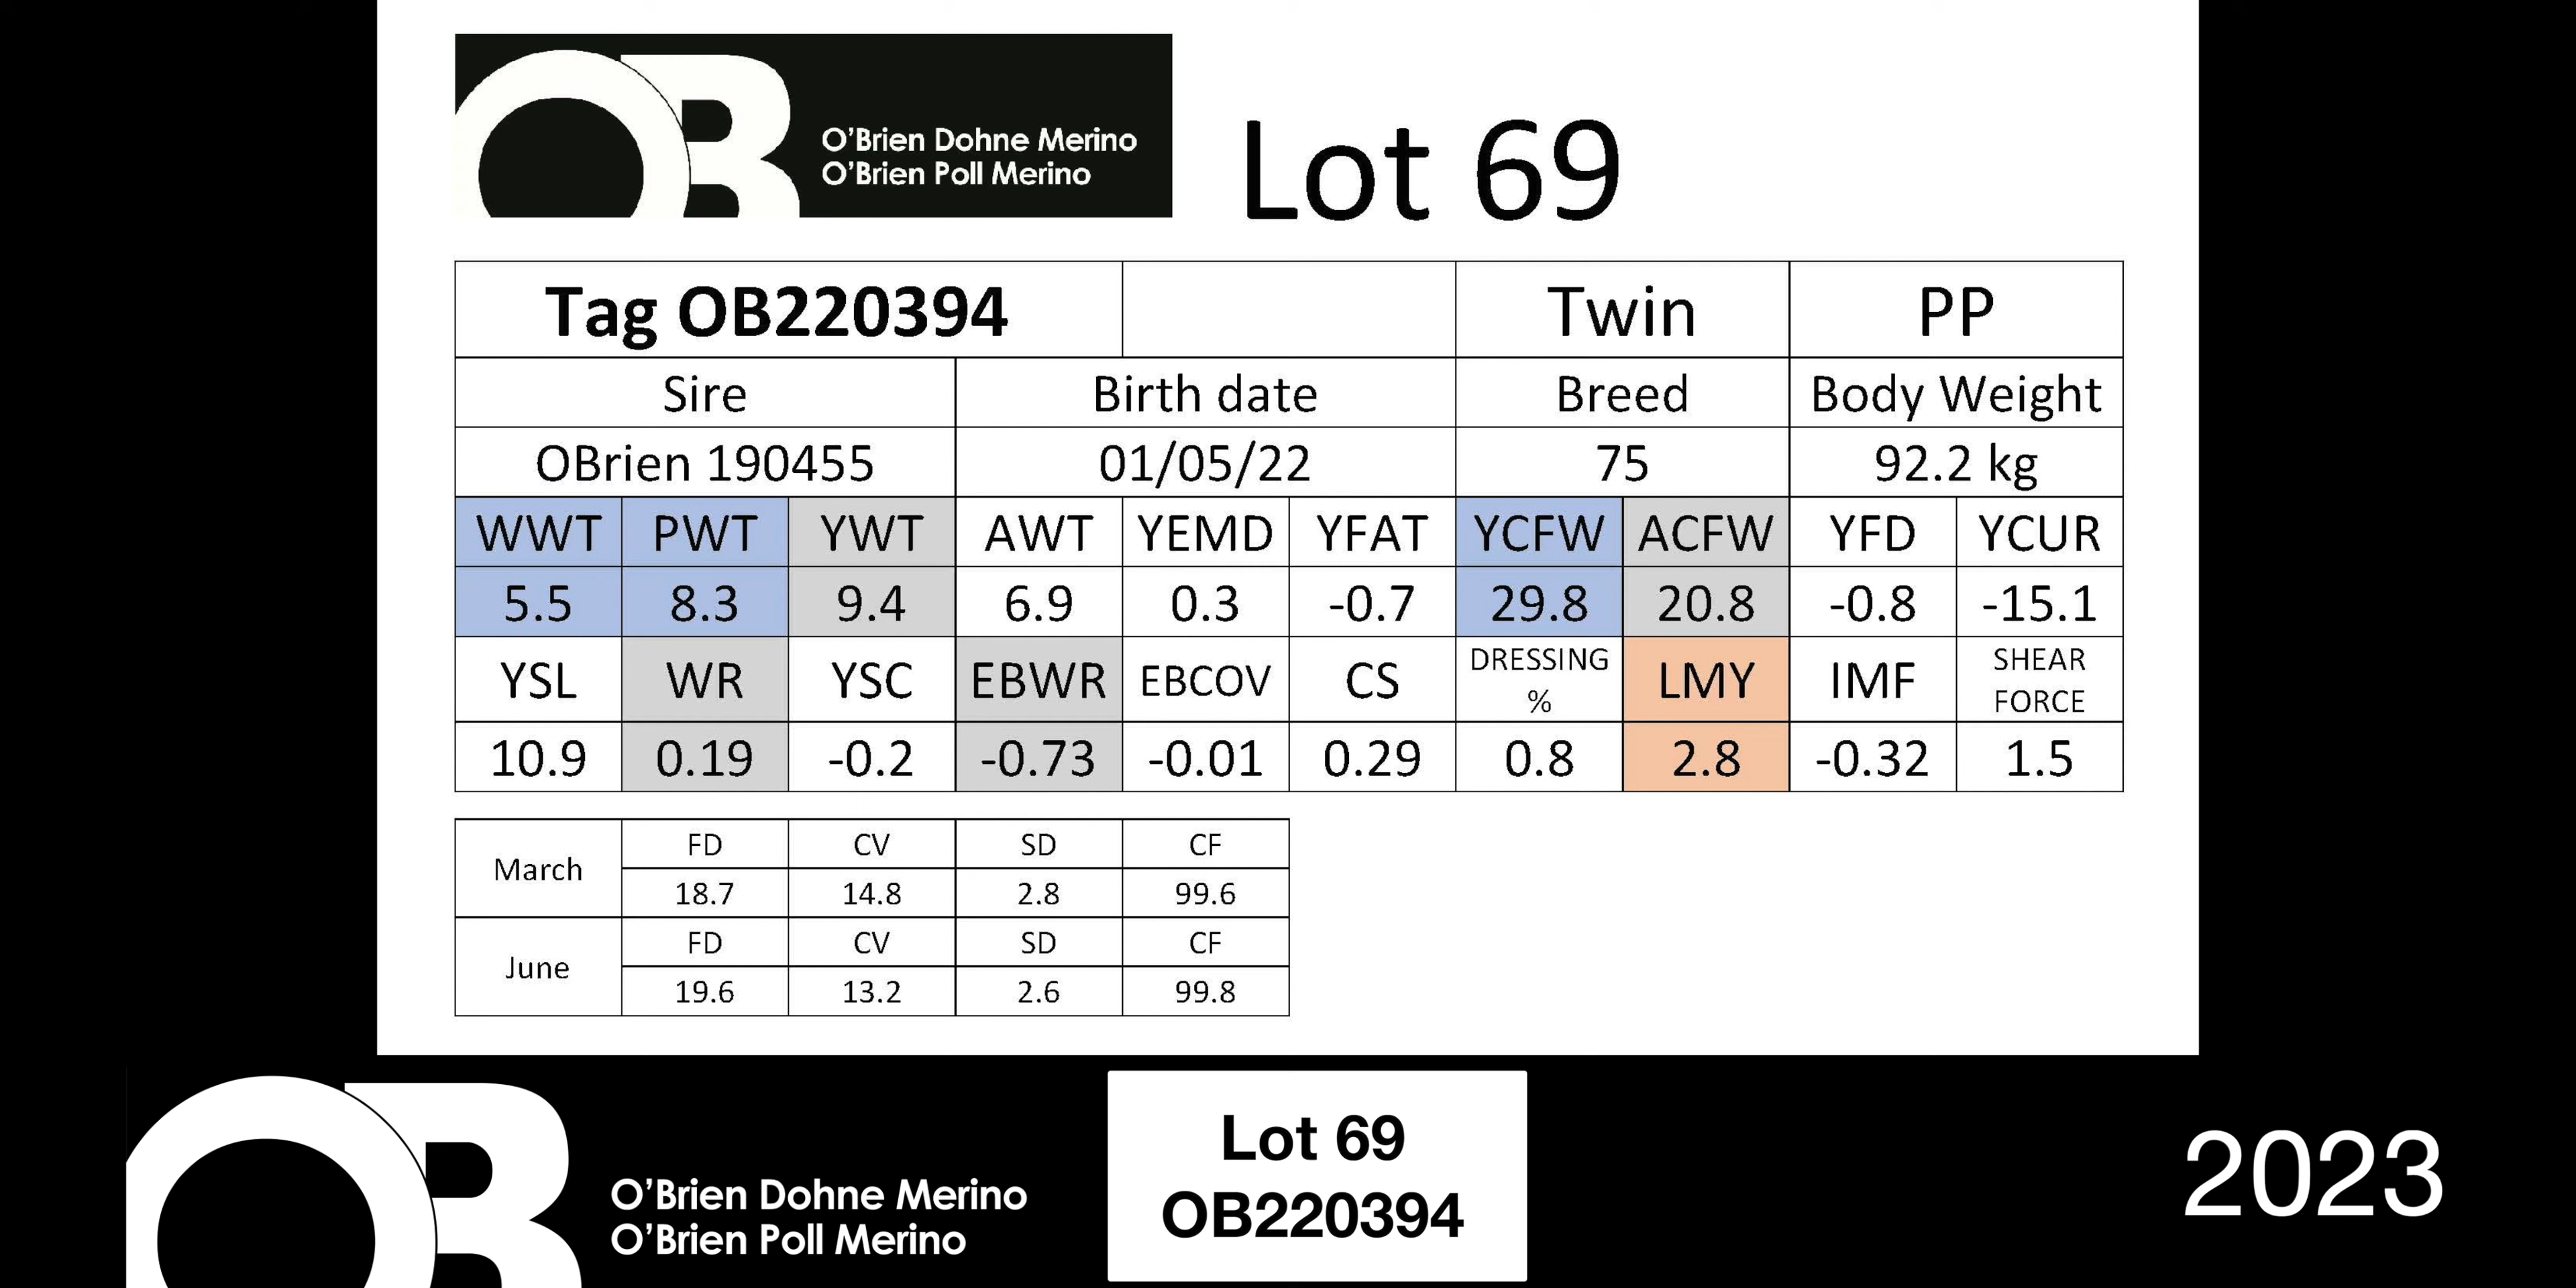 OB
O'Brien Dohne Merino
O'Brien Poll Merino
Lot 69
Tag OB220394 Twin PP
Sire Birth date Breed Body Weight
OBrien 190455 01/05/22 75 92.2 kg
WWT PWT YWT AWT YEMD YFAT YCFW ACFW YFD YCUR
5.5 8.3 9.4 6.9 0.3 -0.7 29.8 20.8 -0.8 -15.1
YSL WR YSC EBWR EBCOV CS DRESSING % LMY IMF SHEAR FORCE
10.9 0.19 -0.2 -0.73 -0.01 0.29 0.8 2.8 -0.32 1.5
March FD CV SD CF
18.7 14.8 2.8 99.6
June FD CV SD CF
19.6 13.2 2.6 99.8
OB
O'Brien Dohne Merino
O'Brien Poll Merino
Lot 69
OB220394
2023